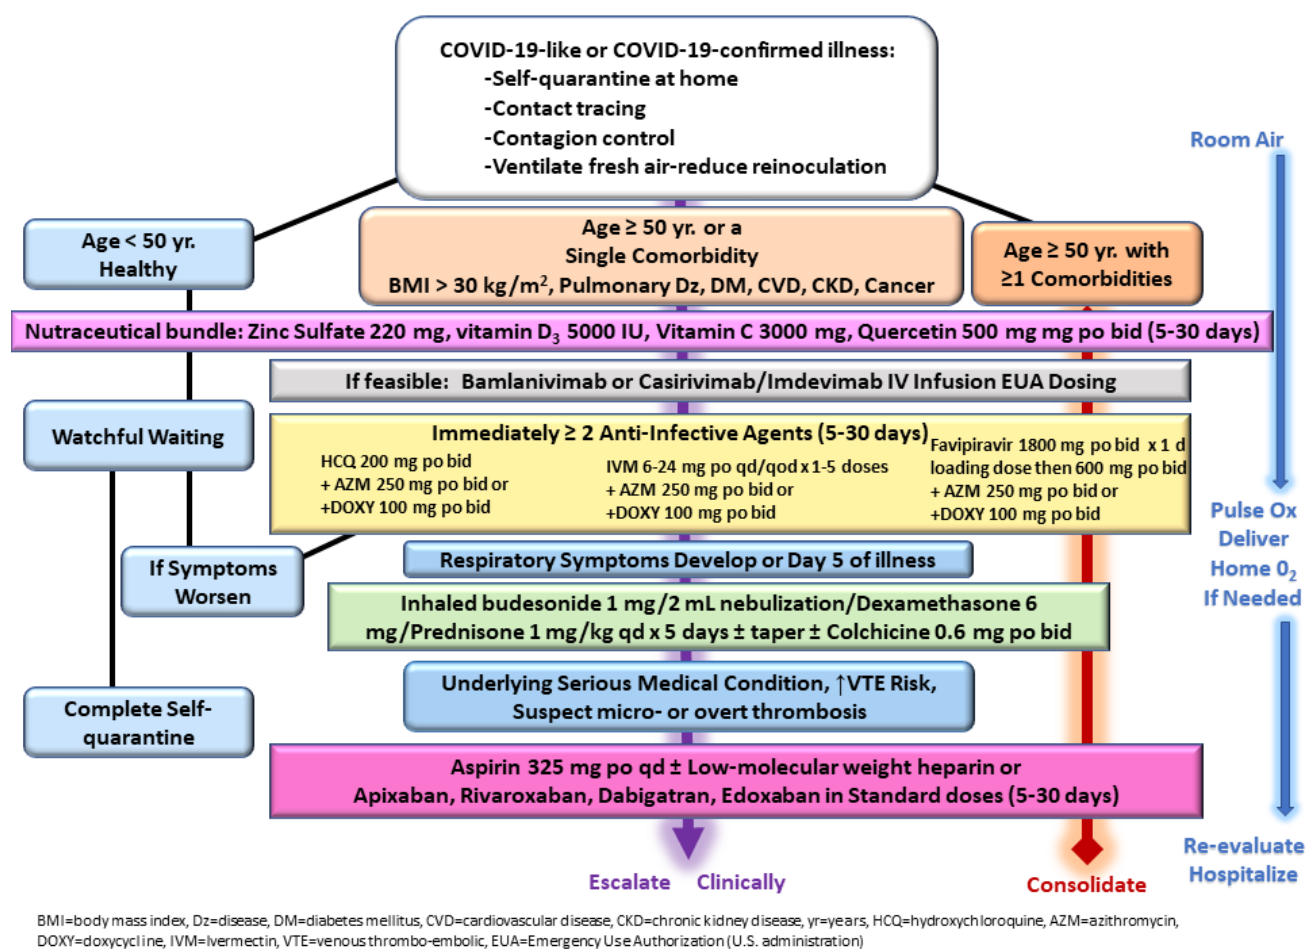 COVID-19-like or COVID-19-confirmed illness:
-Self-quarantine at home
-Contact tracing
-Contagion control
-Ventilate fresh air-reduce reinoculation
Room Air
Age < 50 yr.
Healthy
Age ≥ 50 yr. or a
Single Comorbidity
BMI > 30 kg/m², Pulmonary Dz, DM, CVD, CKD, Cancer
Age ≥ 50 yr. with
≥1 Comorbidities
Nutraceutical bundle: Zinc Sulfate 220 mg, vitamin D₃ 5000 IU, Vitamin C 3000 mg, Quercetin 500 mg mg po bid (5-30 days)
If feasible: Bamlanivimab or Casirivimab/Imdevimab IV Infusion EUA Dosing
Watchful Waiting
Immediately ≥ 2 Anti-Infective Agents (5-30 days)
HCQ 200 mg po bid
+ AZM 250 mg po bid or
+DOXY 100 mg po bid
IVM 6-24 mg po qd/qod x 1-5 doses
+ AZM 250 mg po bid or
+DOXY 100 mg po bid
Favipiravir 1800 mg po bid x 1 d
loading dose then 600 mg po bid
+ AZM 250 mg po bid or
+DOXY 100 mg po bid
Pulse Ox
Deliver
Home 0₂
If Needed
If Symptoms
Worsen
Respiratory Symptoms Develop or Day 5 of illness
Inhaled budesonide 1 mg/2 mL nebulization/Dexamethasone 6
mg/Prednisone 1 mg/kg qd x 5 days ± taper ± Colchicine 0.6 mg po bid
Underlying Serious Medical Condition, ↑VTE Risk,
Suspect micro- or overt thrombosis
Complete Self-
quarantine
Aspirin 325 mg po qd ± Low-molecular weight heparin or
Apixaban, Rivaroxaban, Dabigatran, Edoxaban in Standard doses (5-30 days)
Escalate Clinically
Consolidate
Re-evaluate
Hospitalize
BMI=body mass index, Dz=disease, DM=diabetes mellitus, CVD=cardiovascular disease, CKD=chronic kidney disease, yr=years, HCQ=hydroxychloroquine, AZM=azithromycin,
DOXY=doxycycline, IVM=Ivermectin, VTE=venous thrombo-embolic, EUA=Emergency Use Authorization (U.S. administration)